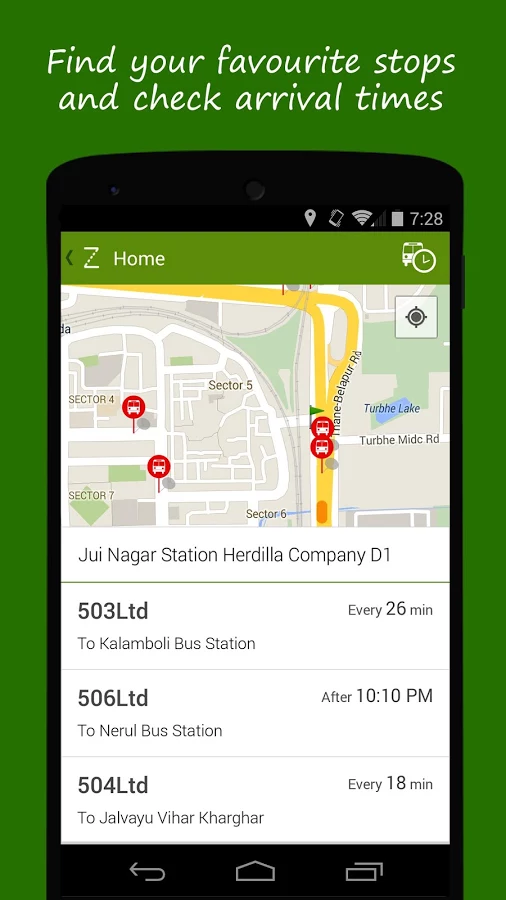 Find your favourite stops
and check arrival times
7:28
Z Home
da
Sector 5
SECTOR 4
Thane-Belapur Rd
Turbhe Lake
Turbhe Midc Rd
SECTOR 7
Sector 6
Jui Nagar Station Herdilla Company D1
503Ltd Every 26 min
To Kalamboli Bus Station
506Ltd After 10:10 PM
To Nerul Bus Station
504Ltd Every 18 min
To Jalvayu Vihar Kharghar